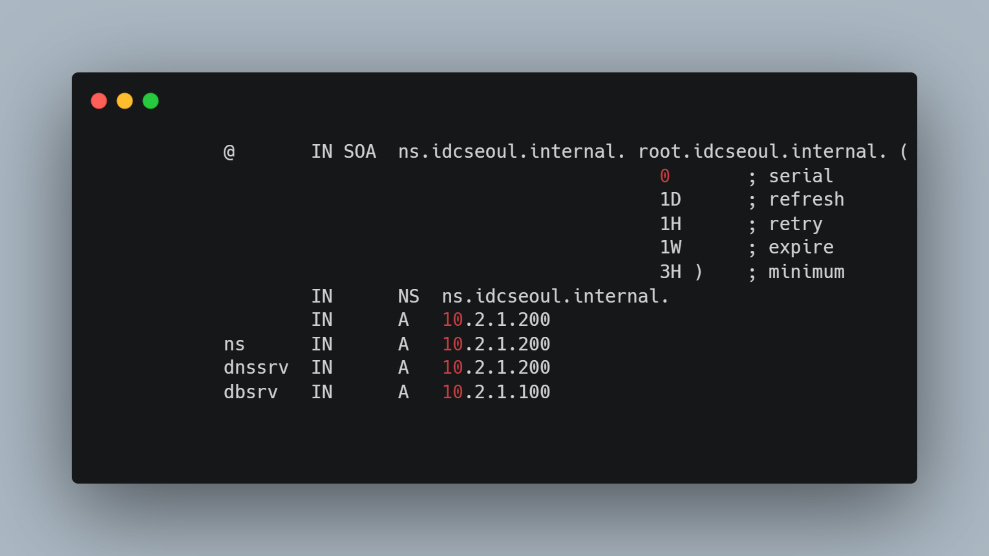 @ IN SOA ns.idcseoul.internal. root.idcseoul.internal. (
0 ; serial
1D ; refresh
1H ; retry
1W ; expire
3H ) ; minimum
IN NS ns.idcseoul.internal.
IN A 10.2.1.200
ns IN A 10.2.1.200
dnssrv IN A 10.2.1.200
dbsrv IN A 10.2.1.100